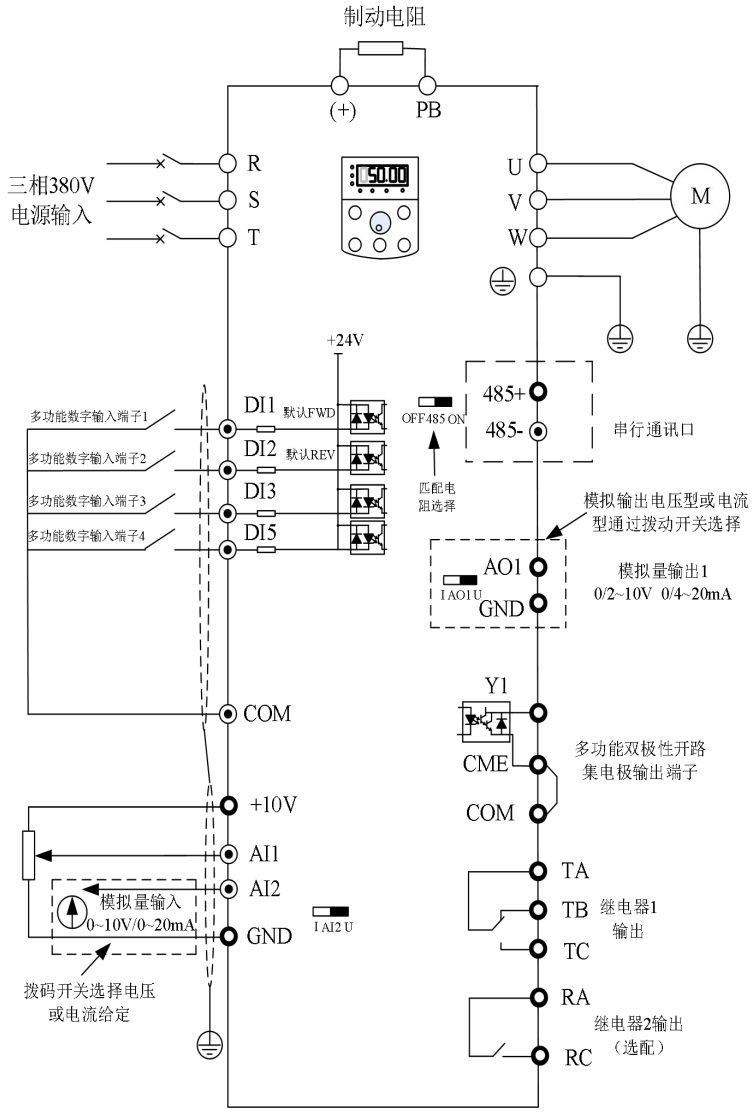 制动电阻
(+)
PB
R
三相380V
电源输入
S
T
50.00
U
V
W
M
+24V
DI1
默认FWD
多功能数字输入端子1
DI2
默认REV
多功能数字输入端子2
DI3
多功能数字输入端子3
DI5
多功能数字输入端子4
OFF485 ON
匹配电
阻选择
485+
485-
串行通讯口
模拟输出电压型或电流
型通过拨动开关选择
AO1
I AO1 U
GND
模拟量输出1
0/2~10V 0/4~20mA
COM
Y1
CME
COM
多功能双极性开路
集电极输出端子
+10V
AI1
AI2
模拟量输入
0~10V/0~20mA
GND
I AI2 U
拨码开关选择电压
或电流给定
TA
TB
TC
继电器1
输出
RA
RC
继电器2输出
（选配）